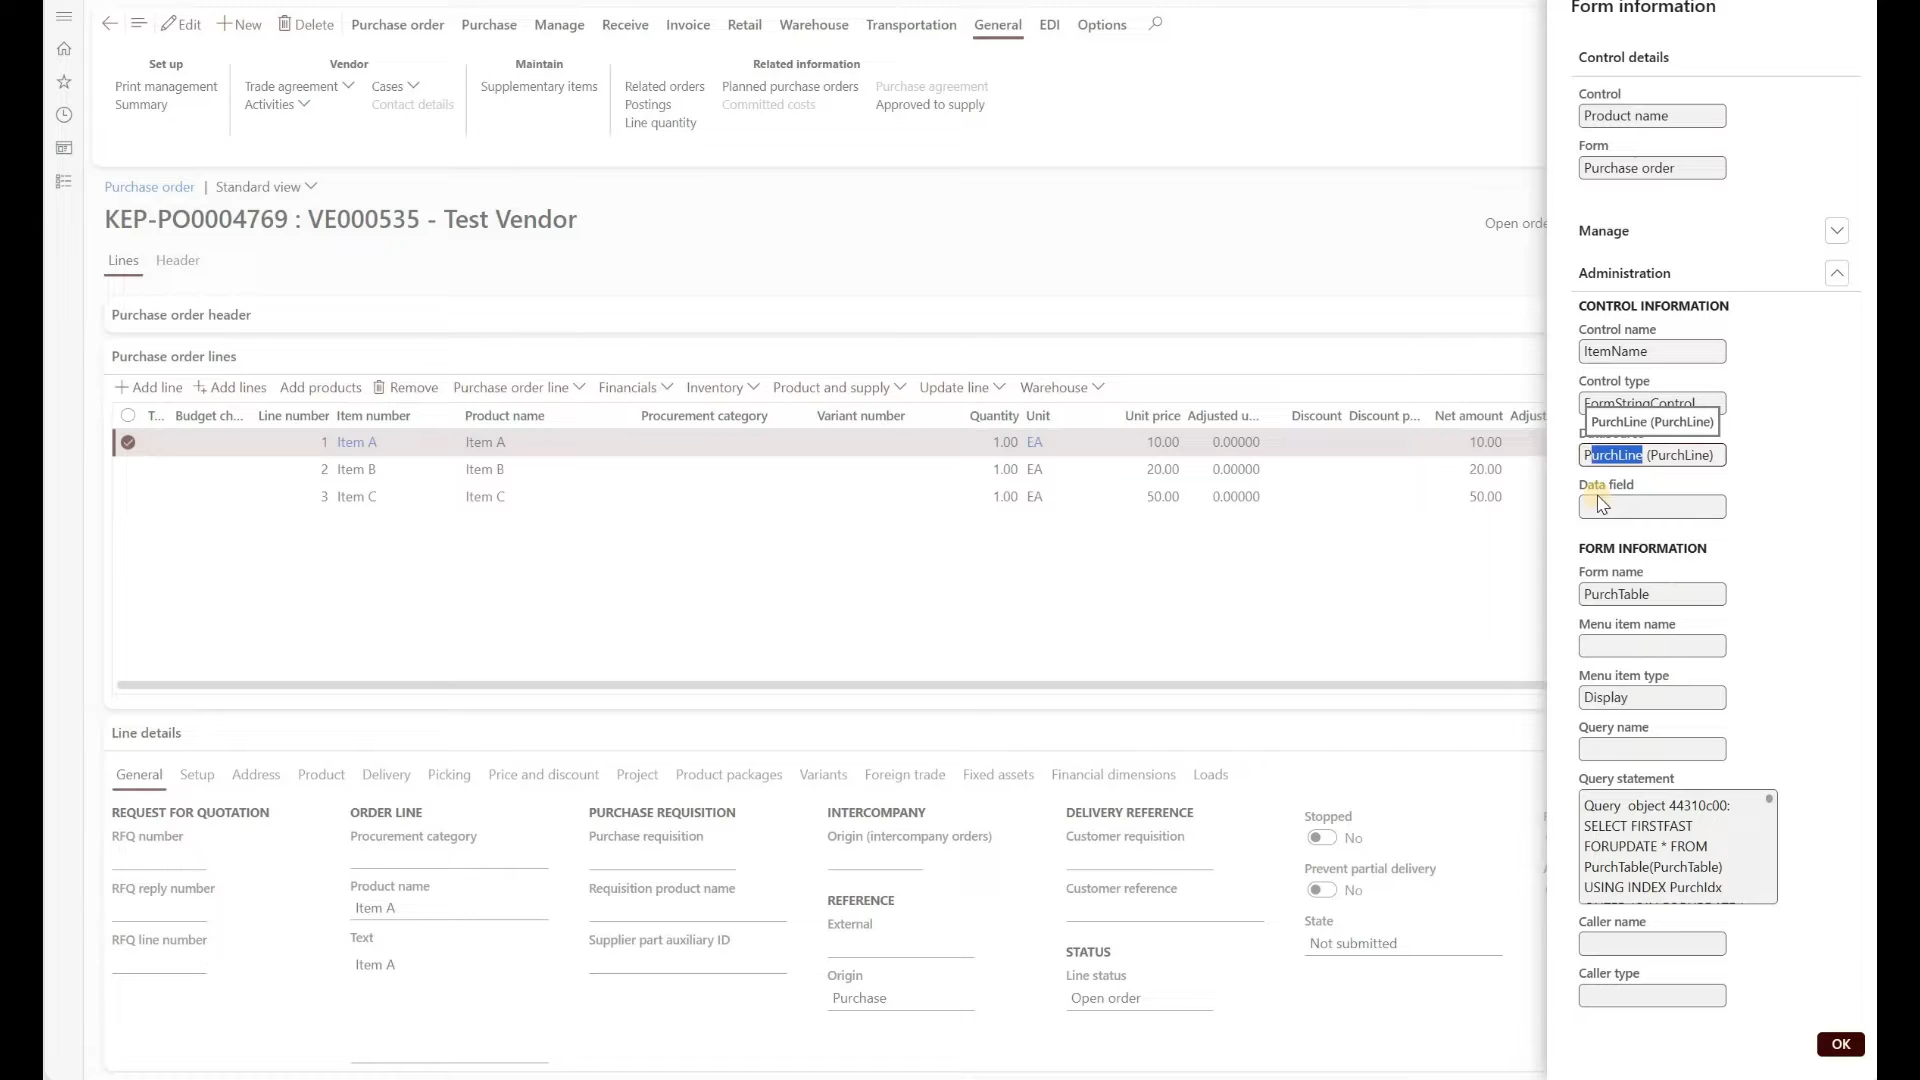 Edit New Delete Purchase order Purchase Manage Receive Invoice Retail Warehouse Transportation General EDI Options
Set up
Print management
Summary
Vendor
Trade agreement Cases
Activities Contact details
Maintain
Supplementary items
Related information
Related orders Planned purchase orders Purchase agreement
Postings Committed costs Approved to supply
Line quantity
Purchase order | Standard view
KEP-PO0004769 : VE000535 - Test Vendor
Open orde
Lines Header
Purchase order header
Purchase order lines
Add line Add lines Add products Remove Purchase order line Financials Inventory Product and supply Update line Warehouse
T... Budget ch... Line number Item number Product name Procurement category Variant number Quantity Unit Unit price Adjusted u... Discount Discount p... Net amount Adjust
1 Item A Item A 1.00 EA 10.00 0.00000 10.00
2 Item B Item B 1.00 EA 20.00 0.00000 20.00
3 Item C Item C 1.00 EA 50.00 0.00000 50.00
Line details
General Setup Address Product Delivery Picking Price and discount Project Product packages Variants Foreign trade Fixed assets Financial dimensions Loads
REQUEST FOR QUOTATION
RFQ number
RFQ reply number
RFQ line number
ORDER LINE
Procurement category
Product name
Item A
Text
Item A
PURCHASE REQUISITION
Purchase requisition
Requisition product name
Supplier part auxiliary ID
INTERCOMPANY
Origin (intercompany orders)
REFERENCE
External
Origin
Purchase
DELIVERY REFERENCE
Customer requisition
Customer reference
STATUS
Line status
Open order
Stopped
No
Prevent partial delivery
No
State
Not submitted
Form information
Control details
Control
Product name
Form
Purchase order
Manage
Administration
CONTROL INFORMATION
Control name
ItemName
Control type
FormStringControl
PurchLine (PurchLine)
PurchLine (PurchLine)
Data field
FORM INFORMATION
Form name
PurchTable
Menu item name
Menu item type
Display
Query name
Query statement
Query object 44310c00:
SELECT FIRSTFAST
FORUPDATE * FROM
PurchTable(PurchTable)
USING INDEX PurchIdx
Caller name
Caller type
OK